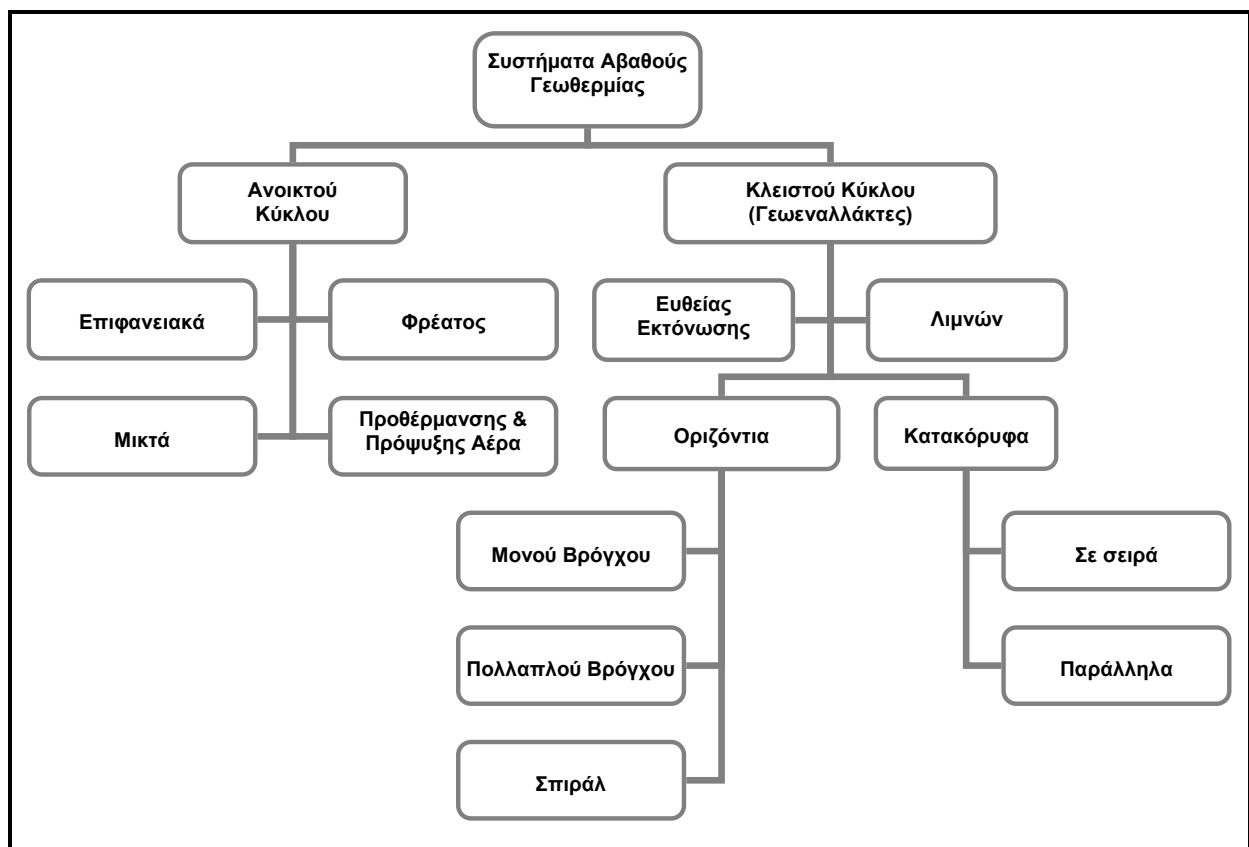 Συστήματα Αβαθούς
Γεωθερμίας
Ανοικτού
Κύκλου
Κλειστού Κύκλου
(Γεωεναλλάκτες)
Επιφανειακά
Φρέατος
Ευθείας
Εκτόνωσης
Λιμνών
Μικτά
Προθέρμανσης &
Πρόψυξης Αέρα
Οριζόντια
Κατακόρυφα
Μονού Βρόγχου
Σε σειρά
Πολλαπλού Βρόγχου
Παράλληλα
Σπιράλ